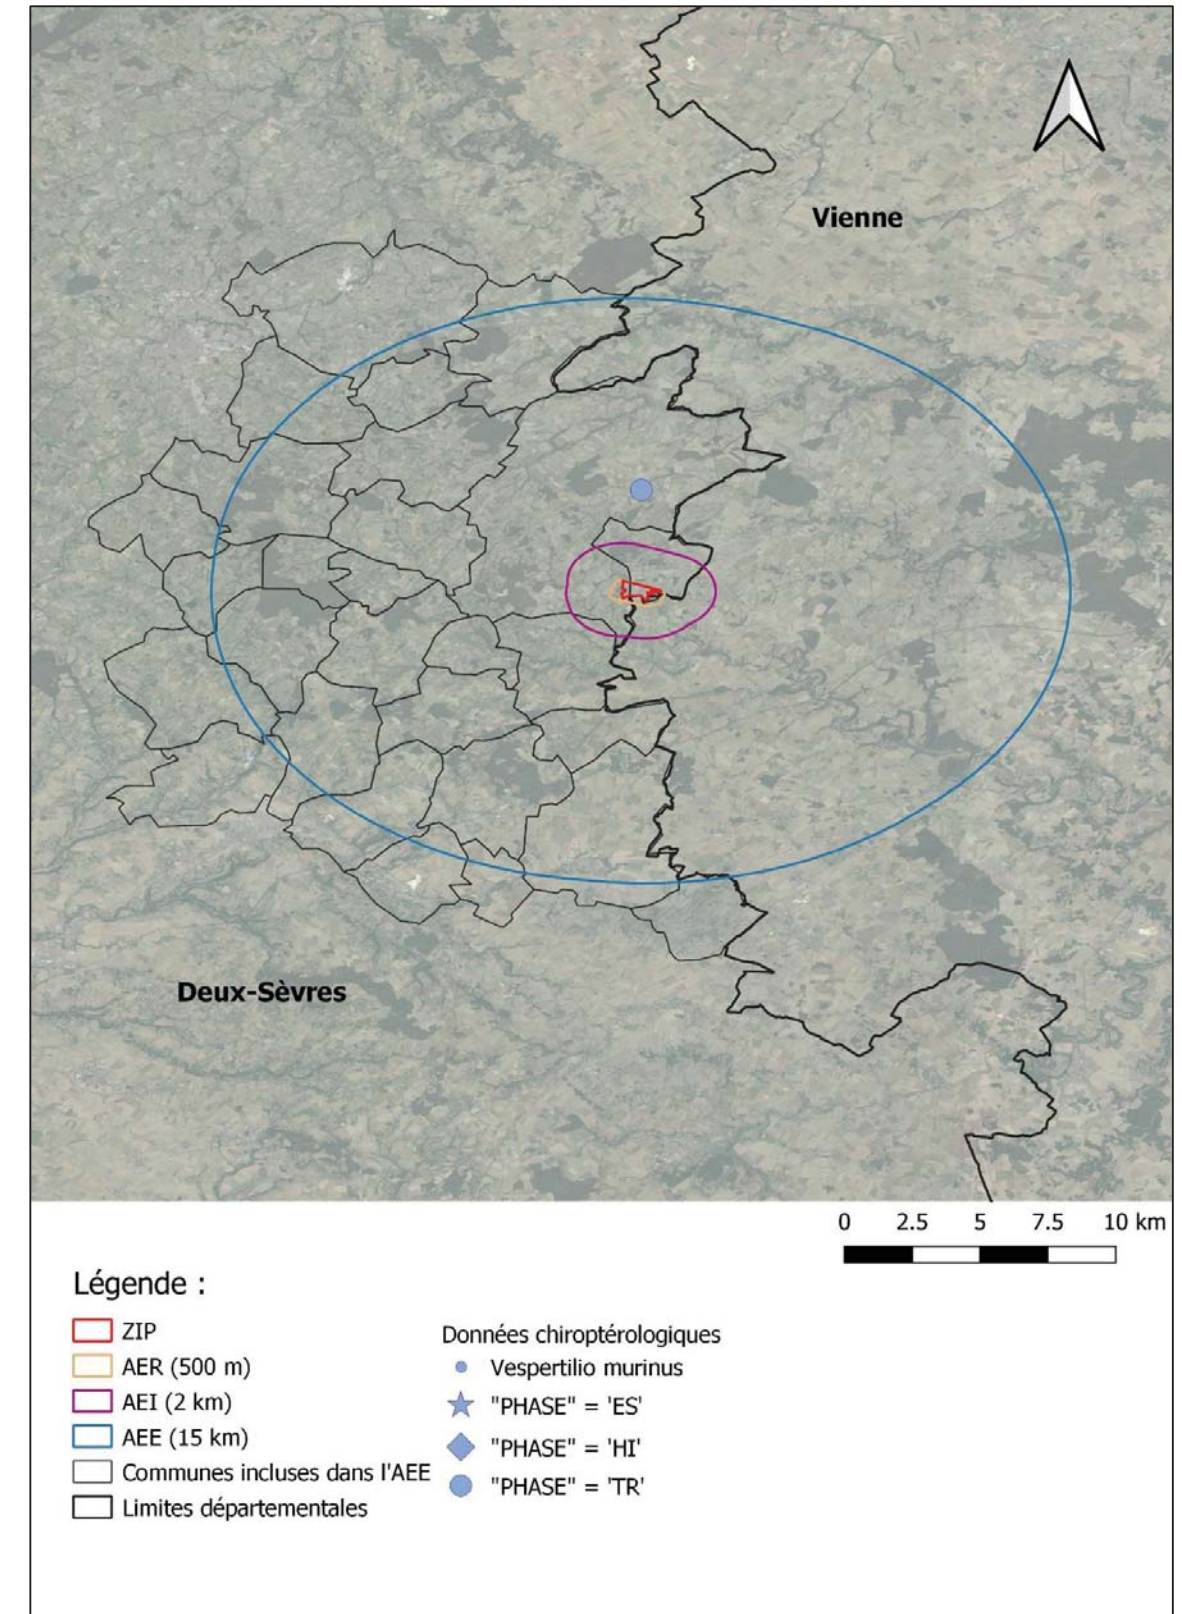 Vienne
Deux-Sèvres
0 2.5 5 7.5 10 km
Légende :
ZIP
AER (500 m)
AEI (2 km)
AEE (15 km)
Communes incluses dans l'AEE
Limites départementales
Données chiroptérologiques
Vespertilio murinus
"PHASE" = 'ES'
"PHASE" = 'HI'
"PHASE" = 'TR'